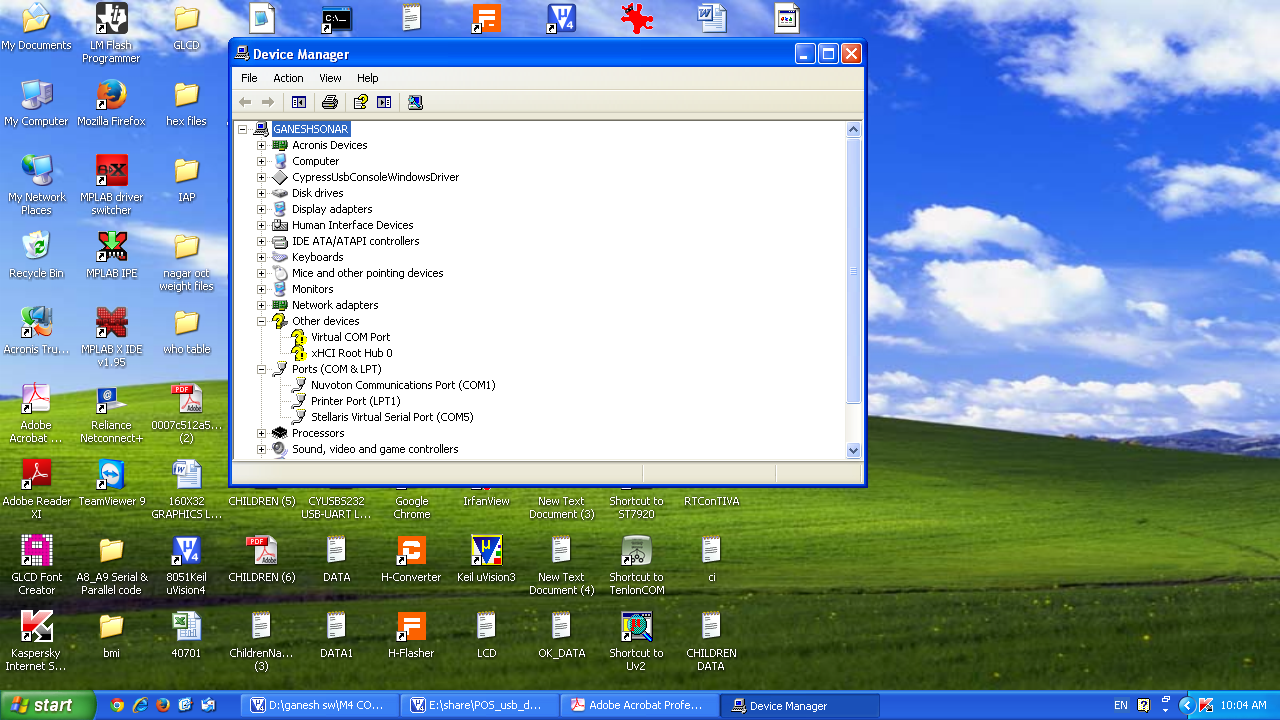 My Documents
LM Flash
Programmer
GLCD
My Computer
Mozilla Firefox
hex files
My Network
Places
MPLAB driver
switcher
IAP
Recycle Bin
MPLAB IPE
nagar oct
weight files
Acronis Tru...
MPLAB X IDE
v1.95
who table
Adobe
Acrobat ...
Reliance
Netconnect+
0007c512a5...
(2)
Adobe Reader
XI
TeamViewer 9
160X32
GRAPHICS L...
CHILDREN (5)
CYUSBS232
USB-UART L...
Google
Chrome
IrfanView
New Text
Document (3)
Shortcut to
ST7920
RTConTIVA
GLCD Font
Creator
A8_A9 Serial &
Parallel code
8051Keil
uVision4
CHILDREN (6)
DATA
H-Converter
Keil uVision3
New Text
Document (4)
Shortcut to
TenlonCOM
ci
Kaspersky
Internet S...
bmi
40701
ChildrenNa...
(3)
DATA1
H-Flasher
LCD
OK_DATA
Shortcut to
Uv2
CHILDREN
DATA
Device Manager
File Action View Help
GANESHSONAR
Acronis Devices
Computer
CypressUsbConsoleWindowsDriver
Disk drives
Display adapters
Human Interface Devices
IDE ATA/ATAPI controllers
Keyboards
Mice and other pointing devices
Monitors
Network adapters
Other devices
Virtual COM Port
xHCI Root Hub 0
Ports (COM & LPT)
Nuvoton Communications Port (COM1)
Printer Port (LPT1)
Stellaris Virtual Serial Port (COM5)
Processors
Sound, video and game controllers
start
D:\ganesh sw\M4 CO...
E:\share\POS_usb_d...
Adobe Acrobat Profe...
Device Manager
EN
10:04 AM